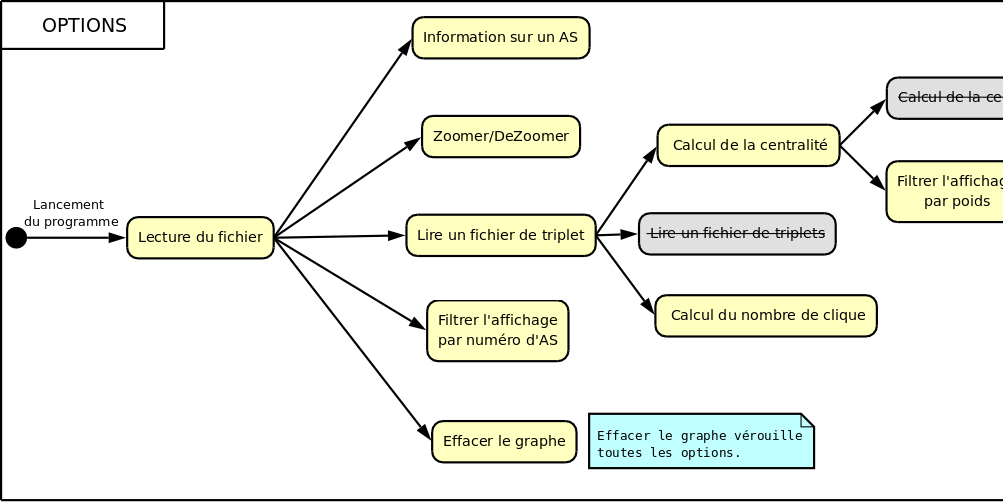 OPTIONS
Lancement
du programme
Lecture du fichier
Information sur un AS
Zoomer/DeZoomer
Lire un fichier de triplet
Filtrer l'affichage
par numéro d'AS
Effacer le graphe
Effacer le graphe vérouille
toutes les options.
Calcul de la centralité
Lire un fichier de triplets
Calcul du nombre de clique
Calcul de la ce
Filtrer l'affichag
par poids